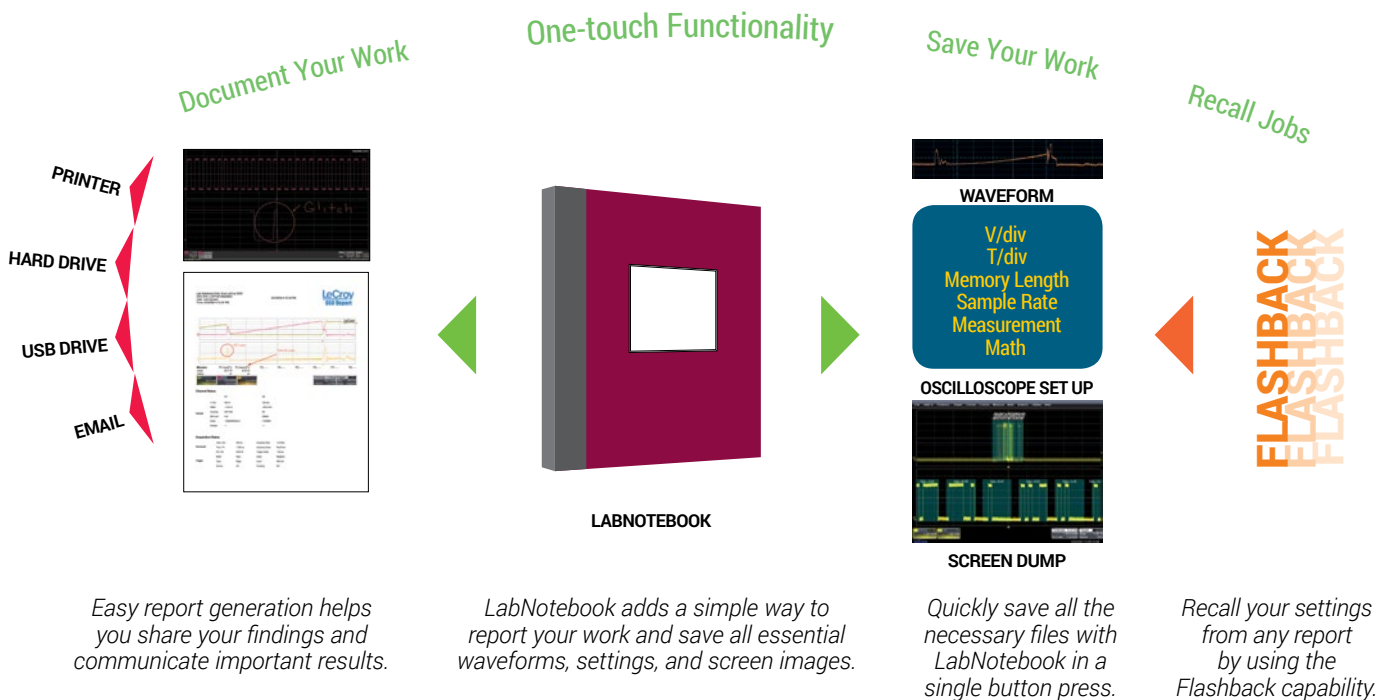 Document Your Work
One-touch Functionality
Save Your Work
Recall Jobs
PRINTER
HARD DRIVE
USB DRIVE
EMAIL
Glitch
LeCroy
LABNOTEBOOK
WAVEFORM
V/div
T/div
Memory Length
Sample Rate
Measurement
Math
OSCILLOSCOPE SET UP
SCREEN DUMP
FLASHBACK
FLASHBACK
FLASHBACK
Easy report generation helps
you share your findings and
communicate important results.
LabNotebook adds a simple way to
report your work and save all essential
waveforms, settings, and screen images.
Quickly save all the
necessary files with
LabNotebook in a
single button press.
Recall your settings
from any report
by using the
Flashback capability.